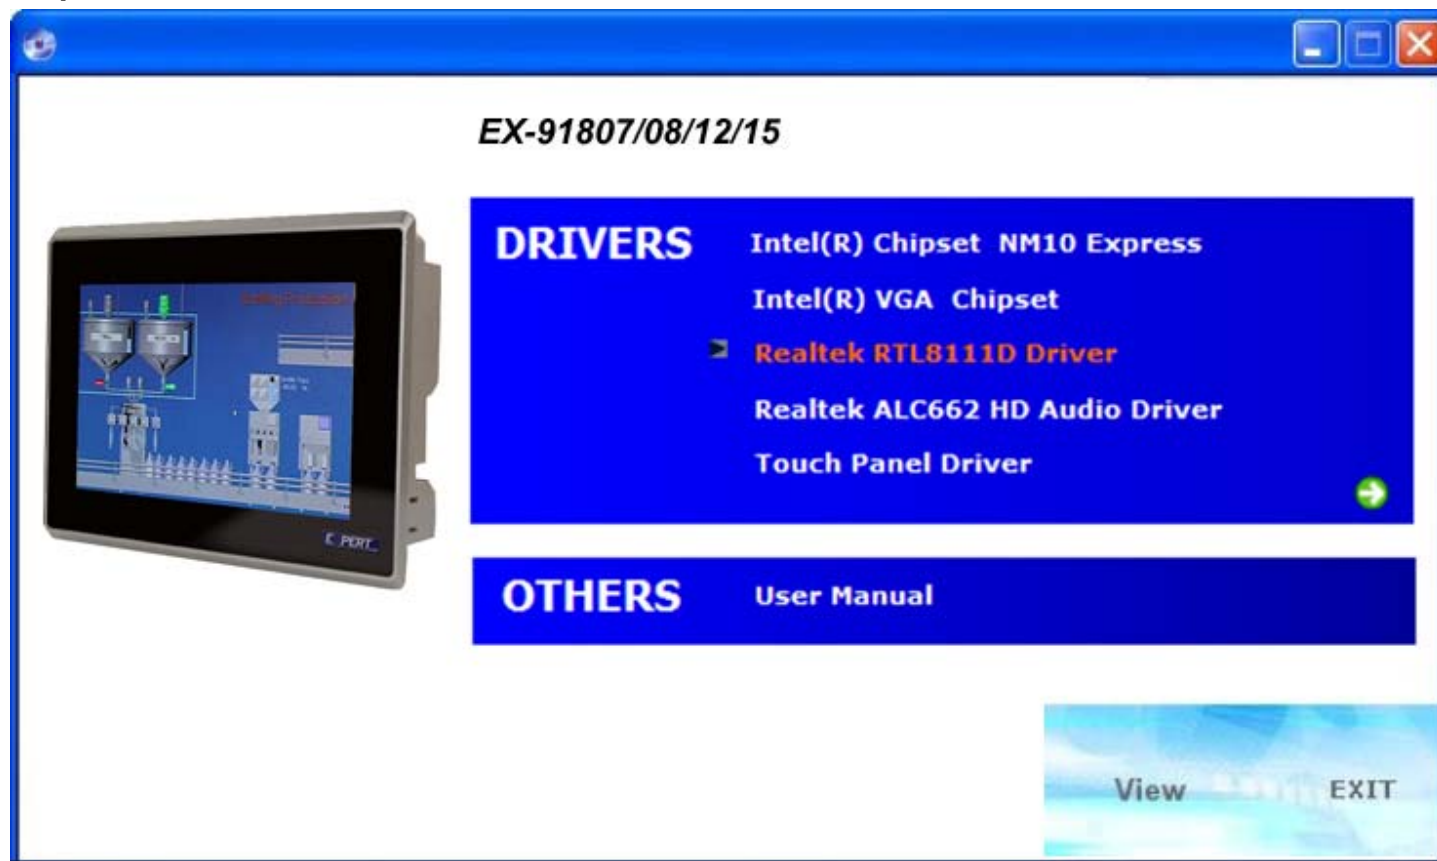 EX-91807/08/12/15
DRIVERS
Intel(R) Chipset NM10 Express
Intel(R) VGA Chipset
Realtek RTL8111D Driver
Realtek ALC662 HD Audio Driver
Touch Panel Driver
OTHERS
User Manual
View
EXIT